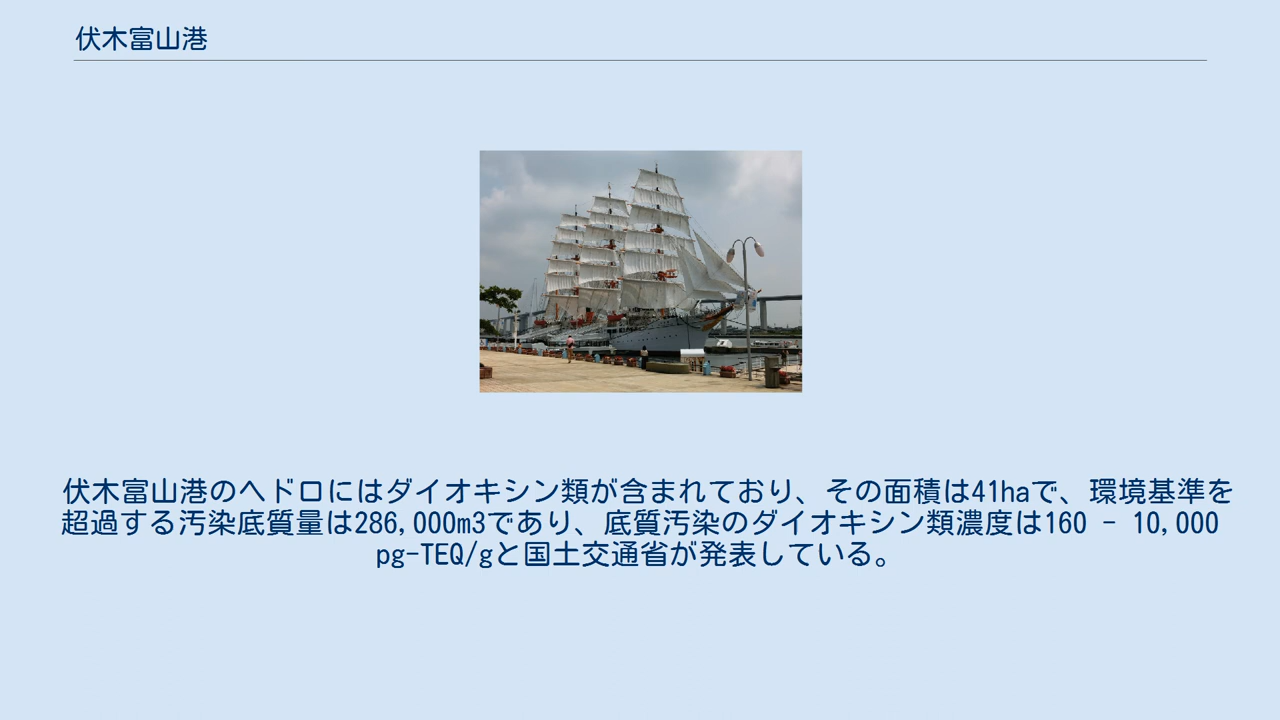 伏木富山港
伏木富山港のヘドロにはダイオキシン類が含まれており、その面積は41haで、環境基準を
超過する汚染底質量は286,000m3であり、底質汚染のダイオキシン類濃度は160 - 10,000
pg-TEQ/gと国土交通省が発表している。